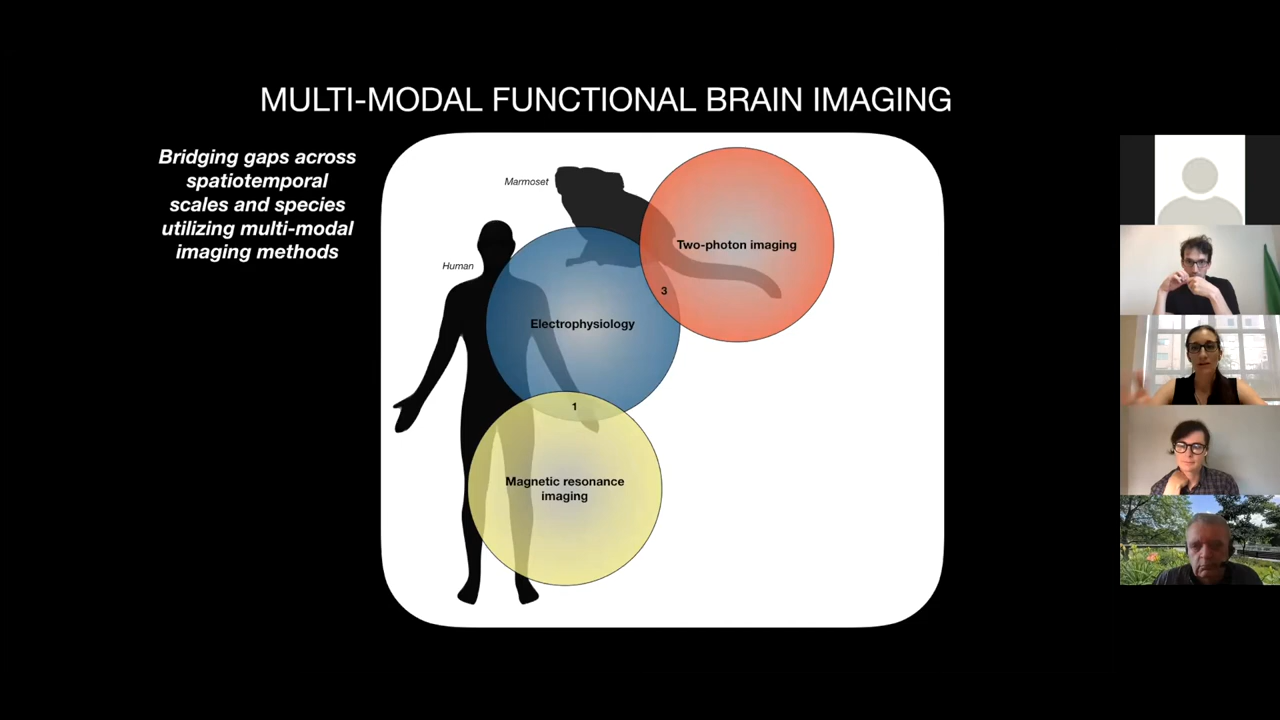 MULTI-MODAL FUNCTIONAL BRAIN IMAGING
Bridging gaps across
spatiotemporal
scales and species
utilizing multi-modal
imaging methods
Marmoset
Human
Two-photon imaging
3
Electrophysiology
1
Magnetic resonance
imaging